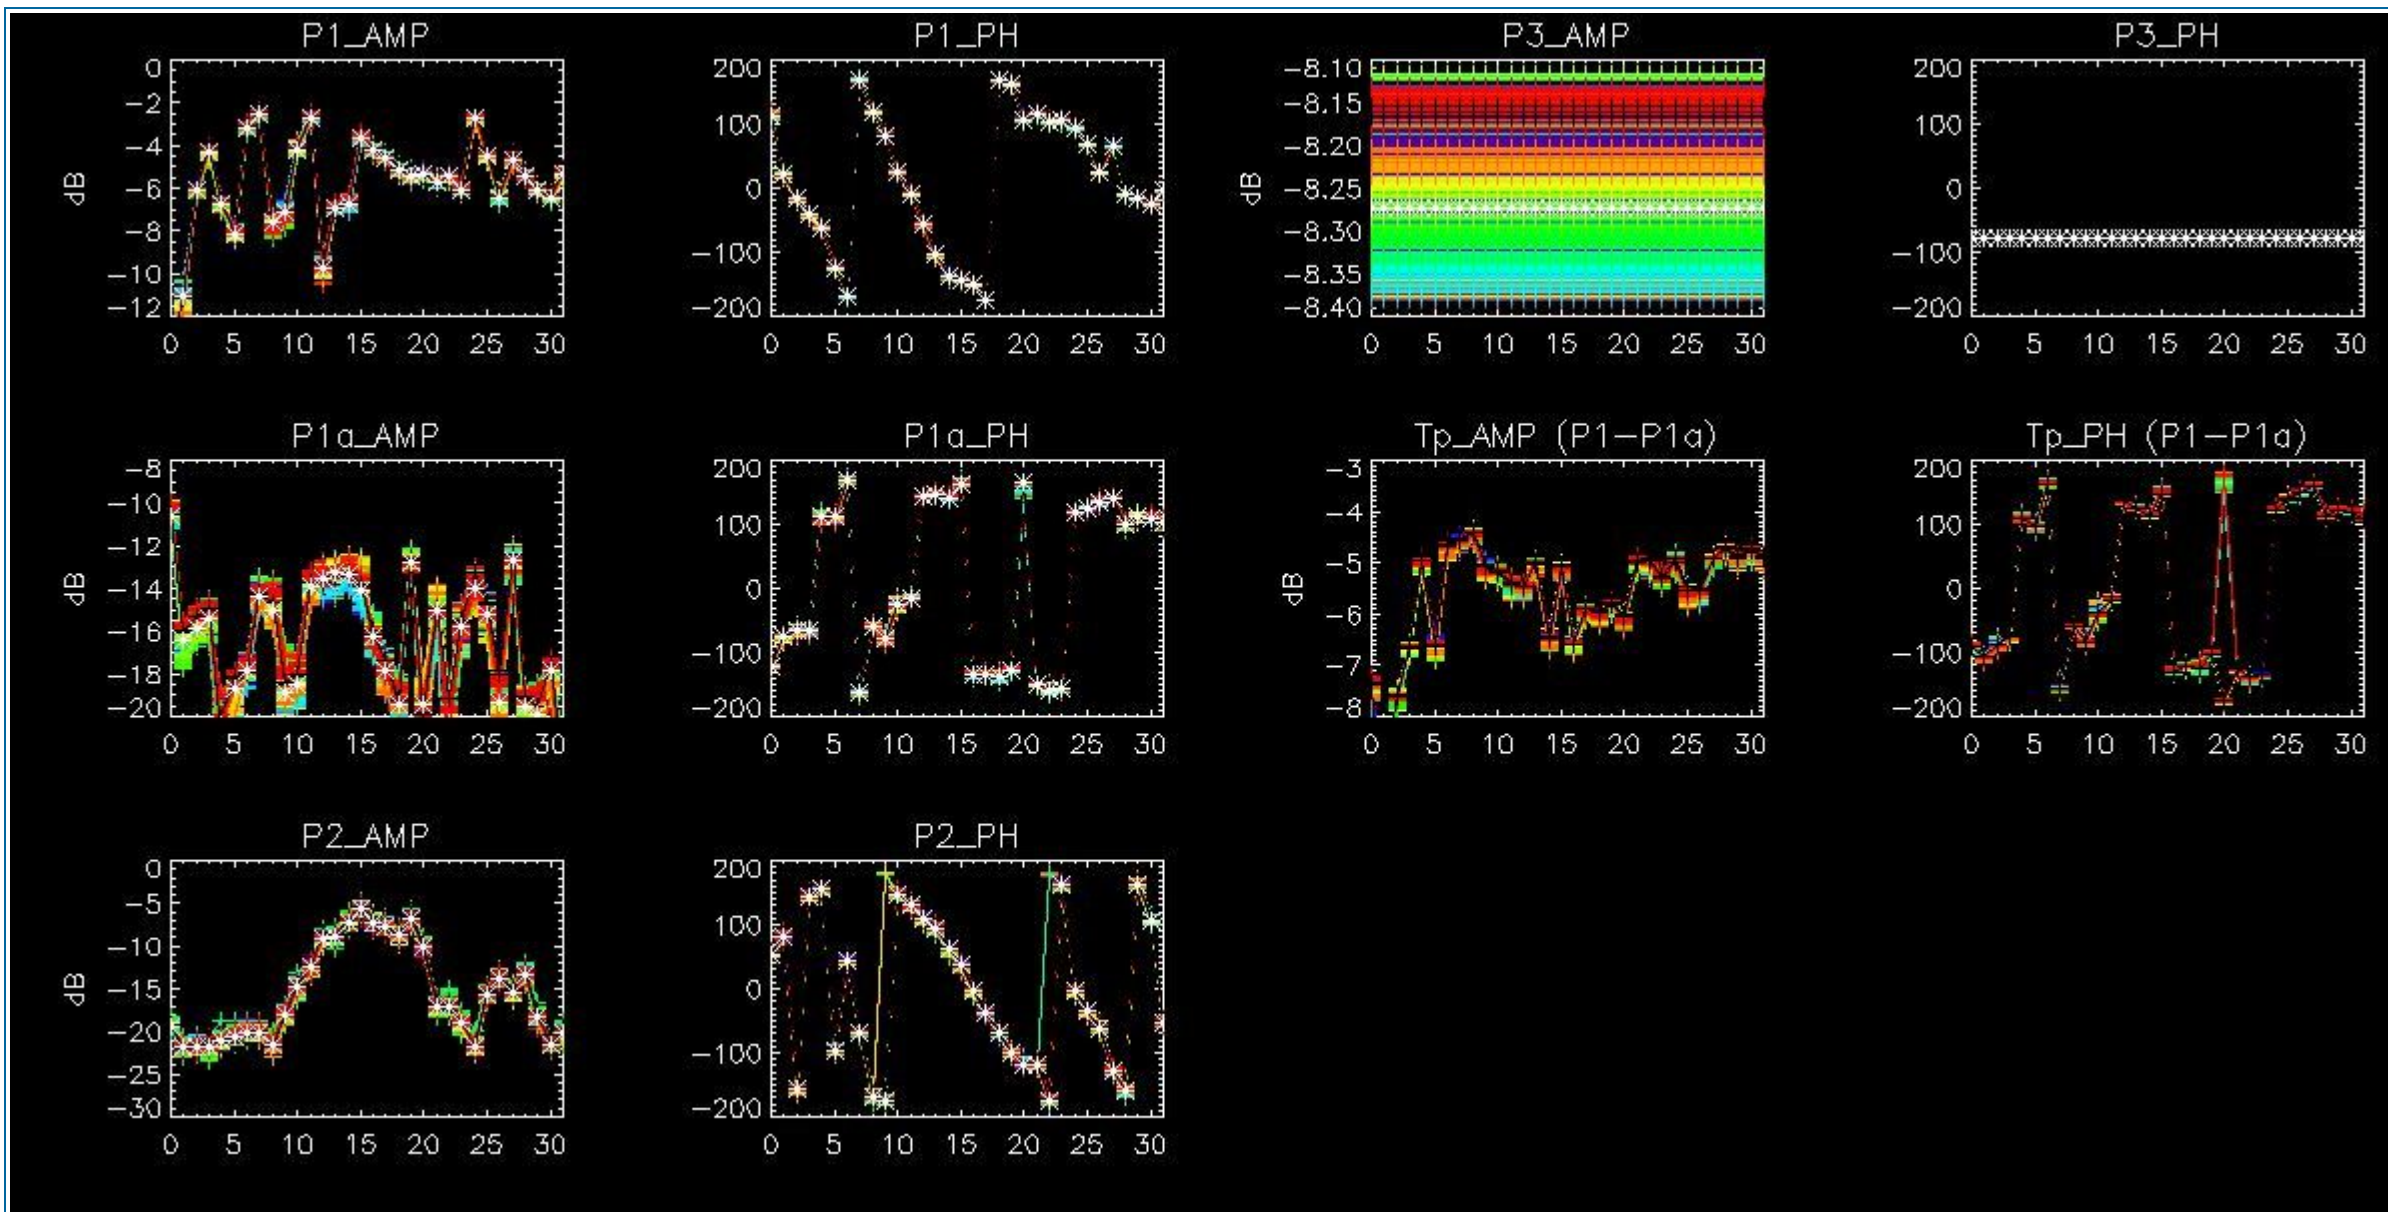 P1_AMP P1_PH P3_AMP P3_PH
0 200 -8.10 200
-2 100 -8.15 100
-4 0 -8.20 0
-6 -100 -8.25 -100
-8 -200 -8.30 -200
-10 -8.35
-12 -8.40
dB dB
0 5 10 15 20 25 30 0 5 10 15 20 25 30 0 5 10 15 20 25 30 0 5 10 15 20 25 30
P1a_AMP P1a_PH Tp_AMP (P1-P1a) Tp_PH (P1-P1a)
-8 200 -3 200
-10 100 -4 100
-12 0 -5 0
-14 -100 -6 -100
-16 -200 -7 -200
-18 -8
-20
dB dB
0 5 10 15 20 25 30 0 5 10 15 20 25 30 0 5 10 15 20 25 30 0 5 10 15 20 25 30
P2_AMP P2_PH
0 200
-5 100
-10 0
-15 -100
-20 -200
-25
-30
dB
0 5 10 15 20 25 30 0 5 10 15 20 25 30